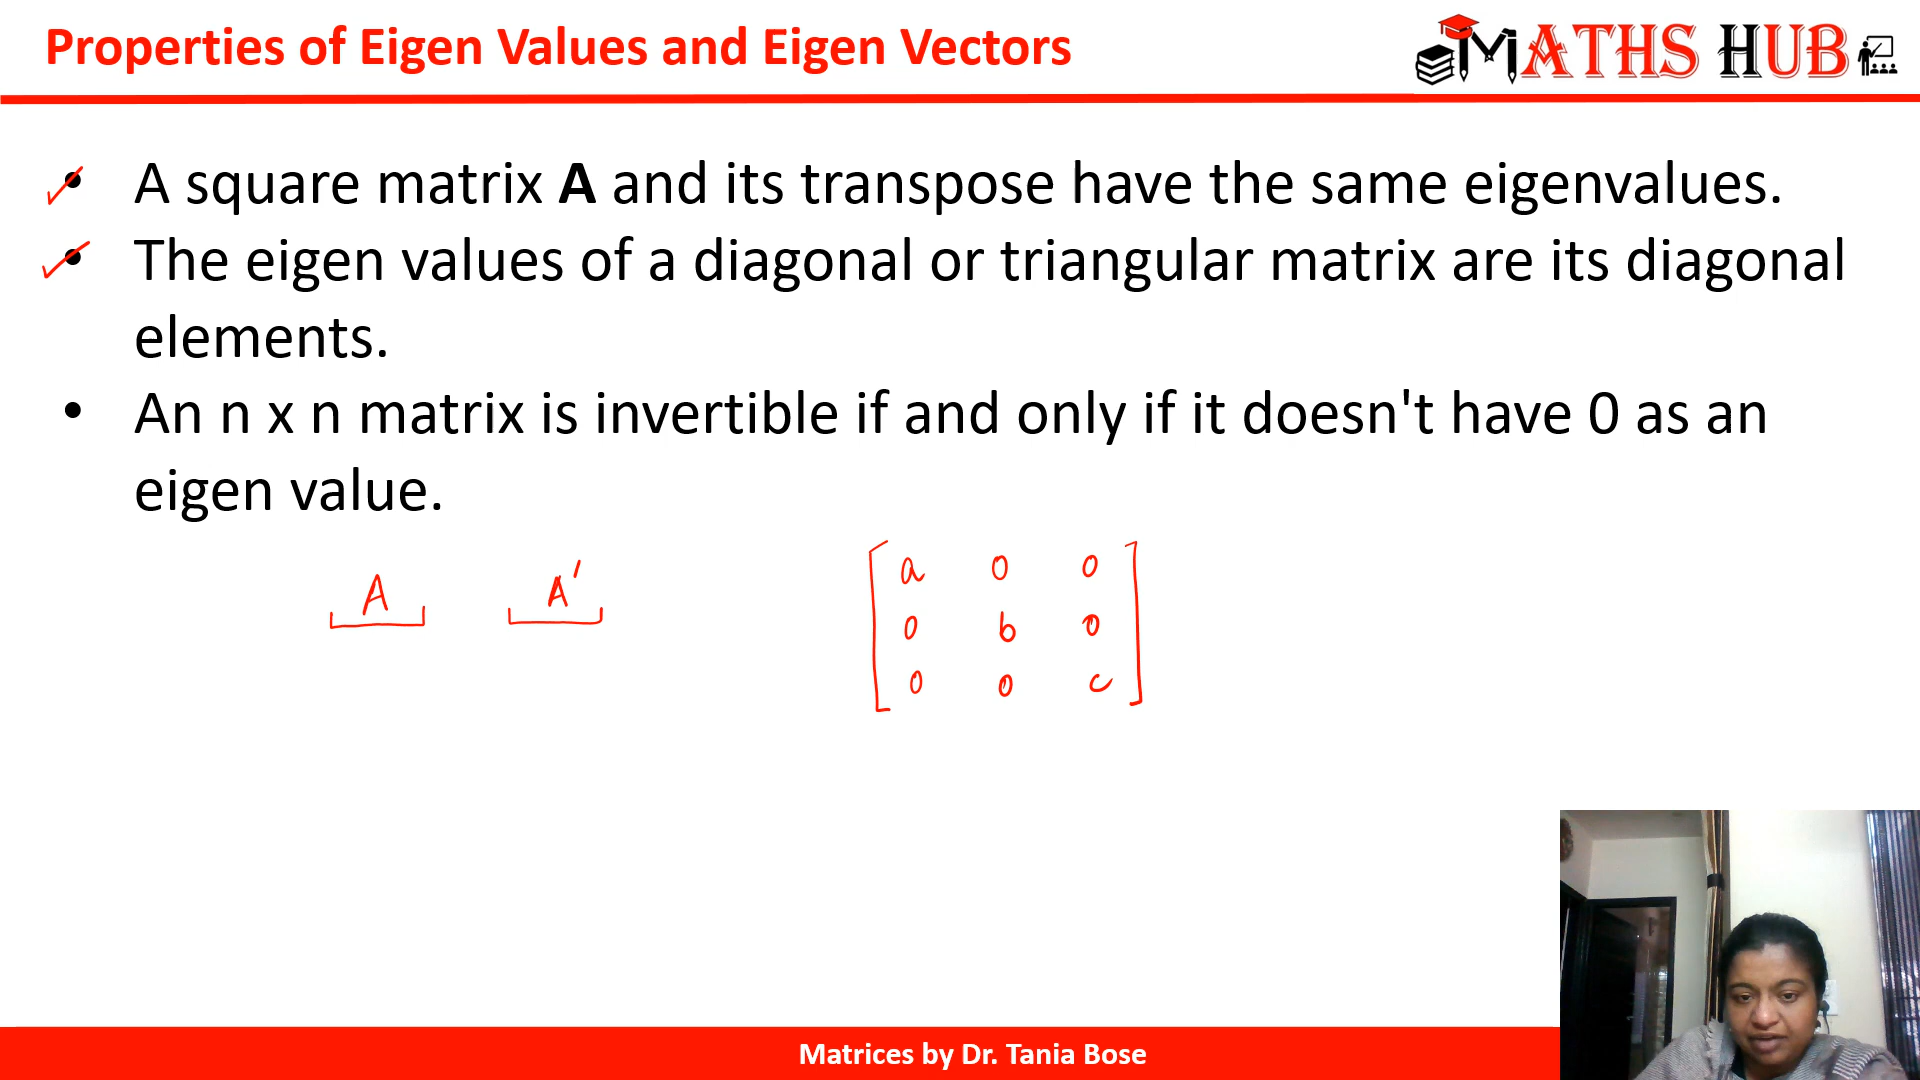 Properties of Eigen Values and Eigen Vectors
MATHS HUB
• A square matrix A and its transpose have the same eigenvalues.
• The eigen values of a diagonal or triangular matrix are its diagonal
elements.
• An n x n matrix is invertible if and only if it doesn't have 0 as an
eigen value.
A A'
a 0 0
0 b 0
0 0 c
Matrices by Dr. Tania Bose